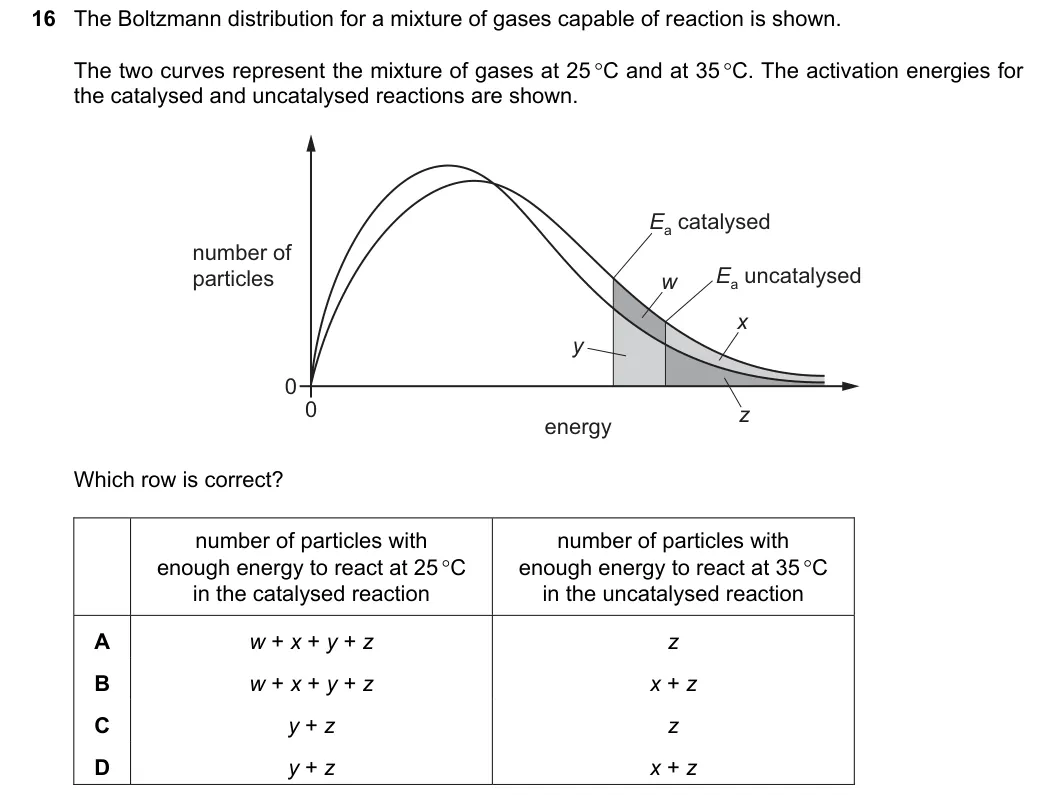 16 The Boltzmann distribution for a mixture of gases capable of reaction is shown.
The two curves represent the mixture of gases at 25 °C and at 35 °C. The activation energies for
the catalysed and uncatalysed reactions are shown.
Ea catalysed
number of
particles
w
Ea uncatalysed
x
y
0
0
z
energy
Which row is correct?
number of particles with
enough energy to react at 25 °C
in the catalysed reaction
number of particles with
enough energy to react at 35 °C
in the uncatalysed reaction
A w + x + y + z z
B w + x + y + z x + z
C y + z z
D y + z x + z